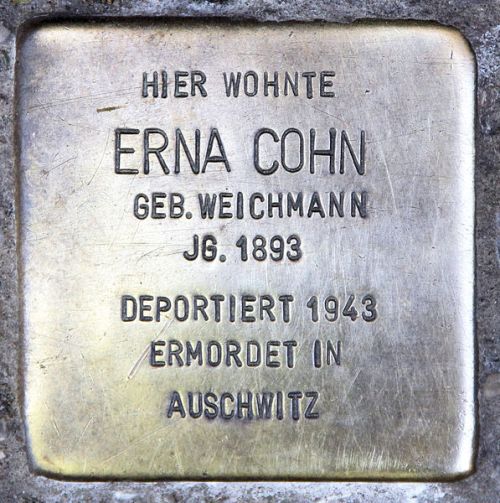 HIER WOHNTE
ERNA COHN
GEB. WEICHMANN
JG. 1893
DEPORTIERT 1943
ERMORDET IN
AUSCHWITZ